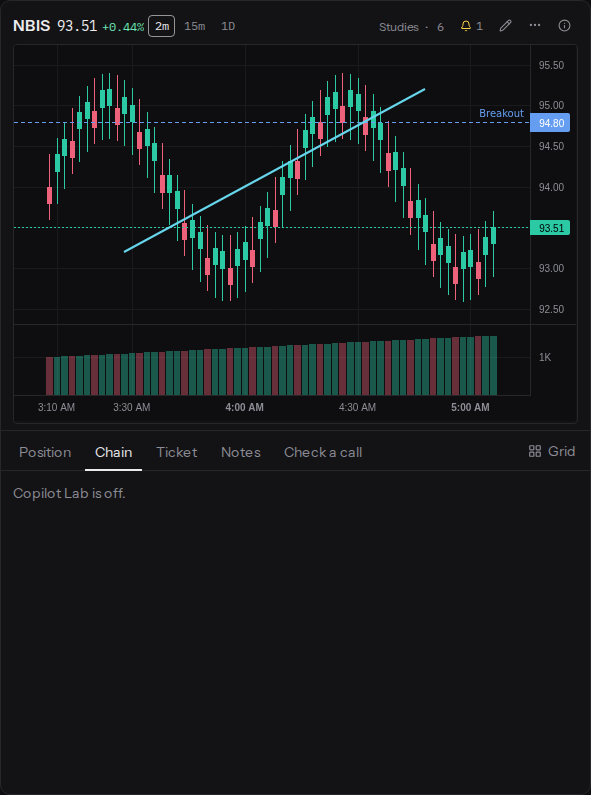 NBIS 93.51 +0.44% 2m 15m 1D Studies · 6 1
95.50
95.00
Breakout
94.80
94.50
94.00
93.51
93.00
92.50
1K
3:10 AM 3:30 AM 4:00 AM 4:30 AM 5:00 AM
Position Chain Ticket Notes Check a call Grid
Copilot Lab is off.